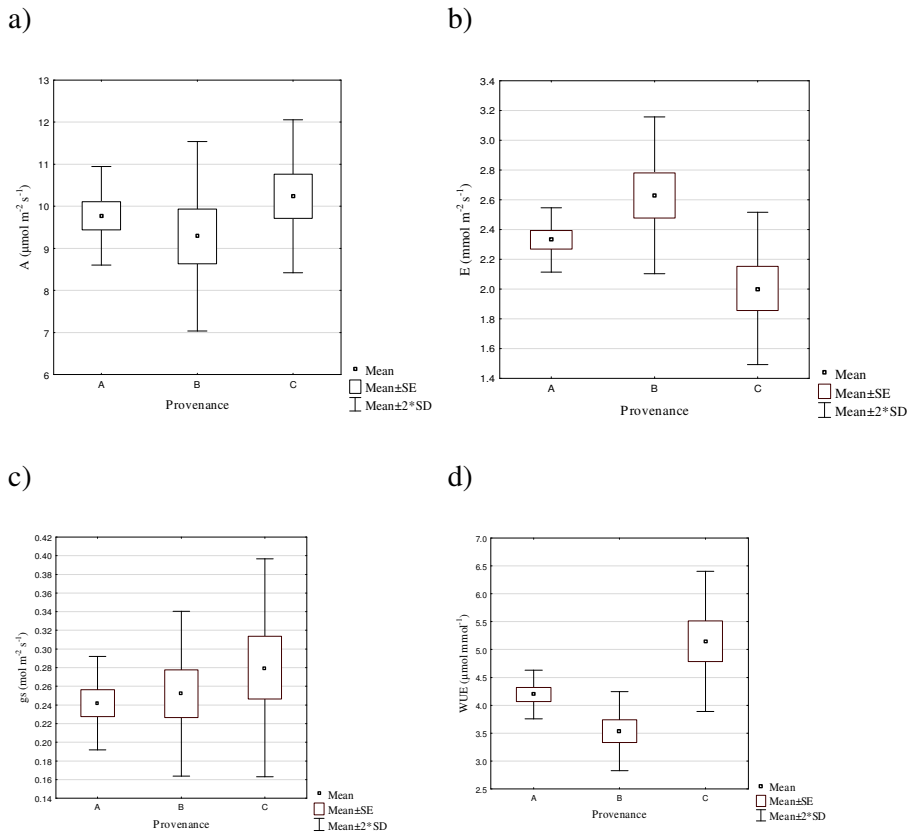 a)
13
12
11
10
9
8
7
6
A (μmol m⁻² s⁻¹)
A B C
Provenance
Mean
Mean±SE
Mean±2*SD
b)
3.4
3.2
3.0
2.8
2.6
2.4
2.2
2.0
1.8
1.6
1.4
E (mmol m⁻² s⁻¹)
A B C
Provenance
Mean
Mean±SE
Mean±2*SD
c)
0.42
0.40
0.38
0.36
0.34
0.32
0.30
0.28
0.26
0.24
0.22
0.20
0.18
0.16
0.14
gs (mol m⁻² s⁻¹)
A B C
Provenance
Mean
Mean±SE
Mean±2*SD
d)
7.0
6.5
6.0
5.5
5.0
4.5
4.0
3.5
3.0
2.5
WUE (μmol mmol⁻¹)
A B C
Provenance
Mean
Mean±SE
Mean±2*SD